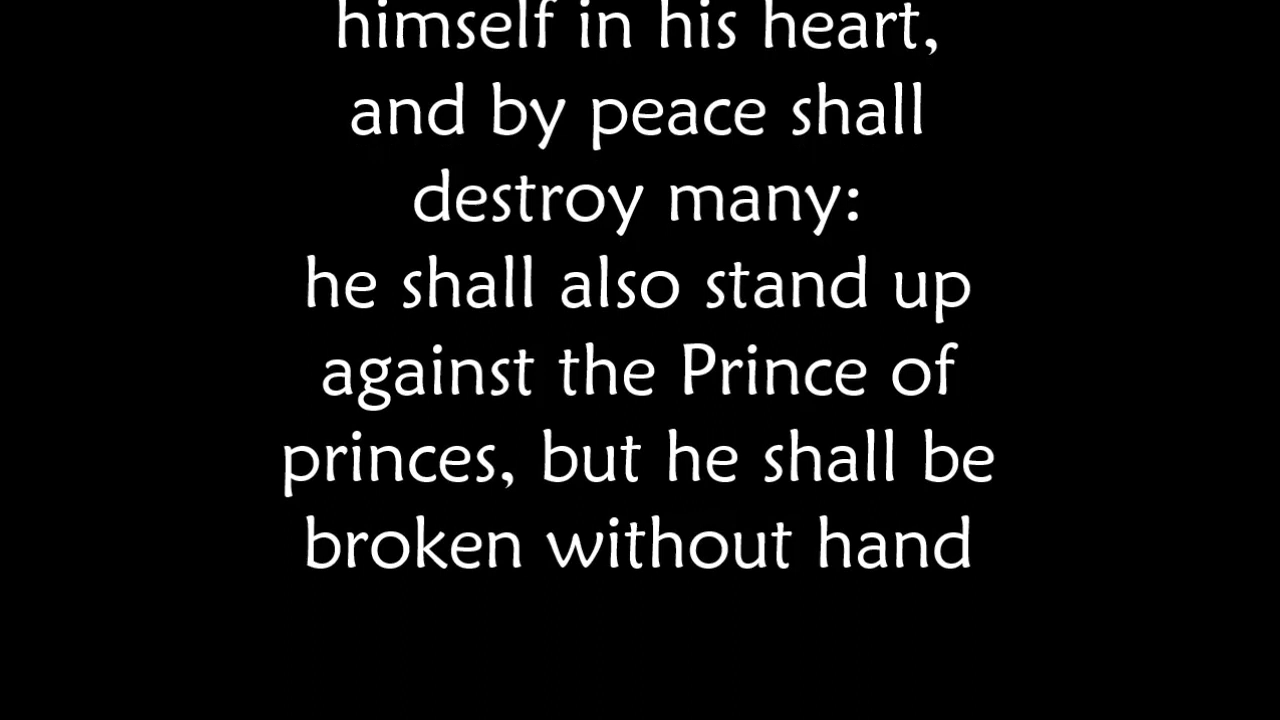 himself in his heart,
and by peace shall
destroy many:
he shall also stand up
against the Prince of
princes, but he shall be
broken without hand